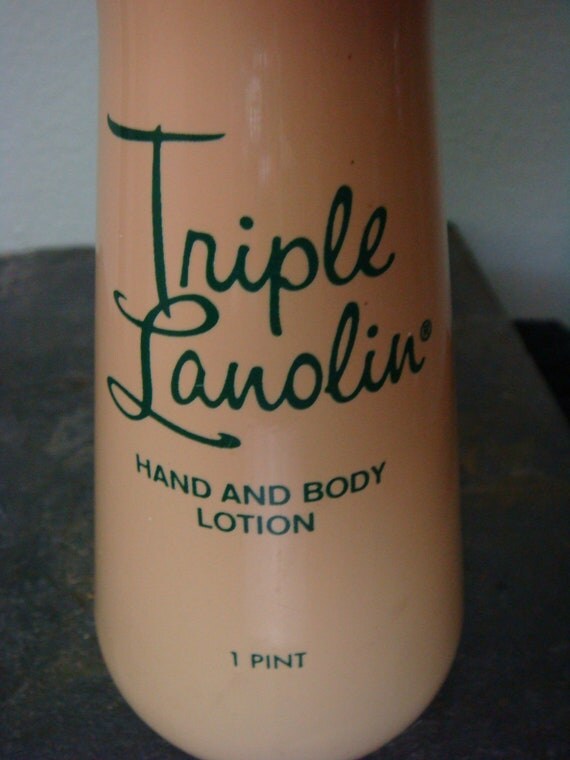 Triple
Lanolin®
HAND AND BODY
LOTION
1 PINT